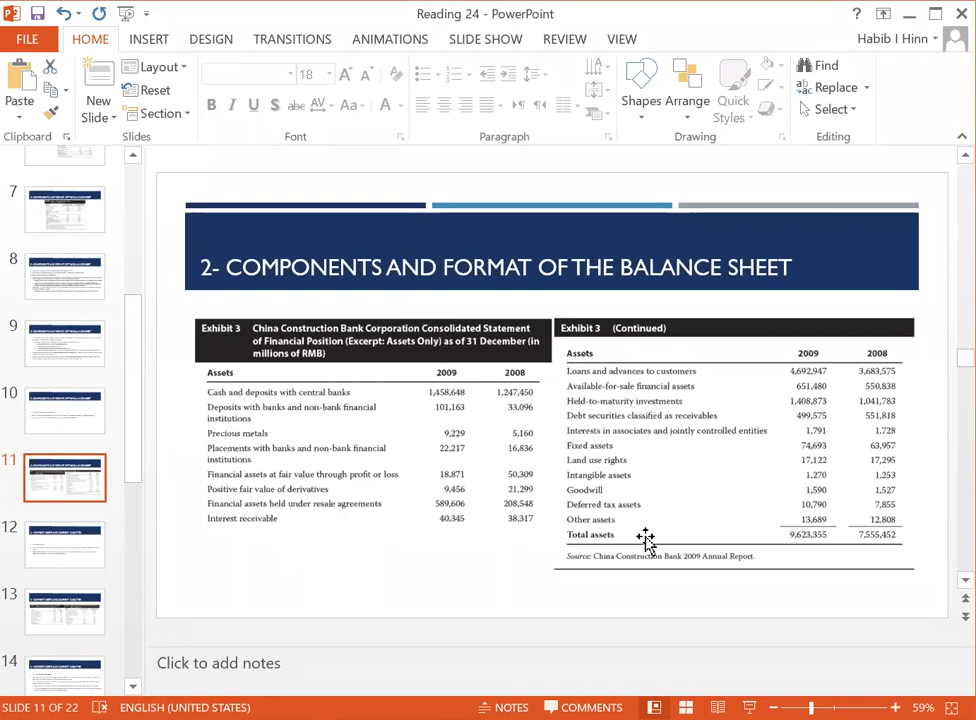 Reading 24 - PowerPoint
?
FILE HOME INSERT DESIGN TRANSITIONS ANIMATIONS SLIDE SHOW REVIEW VIEW Habib I Hinn
Paste
Clipboard
New
Slide
Layout
Reset
Section
Slides
18
B I U S abc AV Aa A
Font
Paragraph
Shapes Arrange Quick
Styles
Drawing
Find
Replace
Select
Editing
7
8
9
10
11
12
13
14
2- COMPONENTS AND FORMAT OF THE BALANCE SHEET
Exhibit 3 China Construction Bank Corporation Consolidated Statement
of Financial Position (Excerpt: Assets Only) as of 31 December (in
millions of RMB)
Assets 2009 2008
Cash and deposits with central banks 1,458,648 1,247,450
Deposits with banks and non-bank financial 101,163 33,096
institutions
Precious metals 9,229 5,160
Placements with banks and non-bank financial 22,217 16,836
institutions
Financial assets at fair value through profit or loss 18,871 50,309
Positive fair value of derivatives 9,456 21,299
Financial assets held under resale agreements 589,606 208,548
Interest receivable 40,345 38,317
Exhibit 3 (Continued)
Assets 2009 2008
Loans and advances to customers 4,692,947 3,683,575
Available-for-sale financial assets 651,480 550,838
Held-to-maturity investments 1,408,873 1,041,783
Debt securities classified as receivables 499,575 551,818
Interests in associates and jointly controlled entities 1,791 1,728
Fixed assets 74,693 63,957
Land use rights 17,122 17,295
Intangible assets 1,270 1,253
Goodwill 1,590 1,527
Deferred tax assets 10,790 7,855
Other assets 13,689 12,808
Total assets 9,623,355 7,555,452
Source: China Construction Bank 2009 Annual Report.
Click to add notes
SLIDE 11 OF 22 ENGLISH (UNITED STATES) NOTES COMMENTS 59%